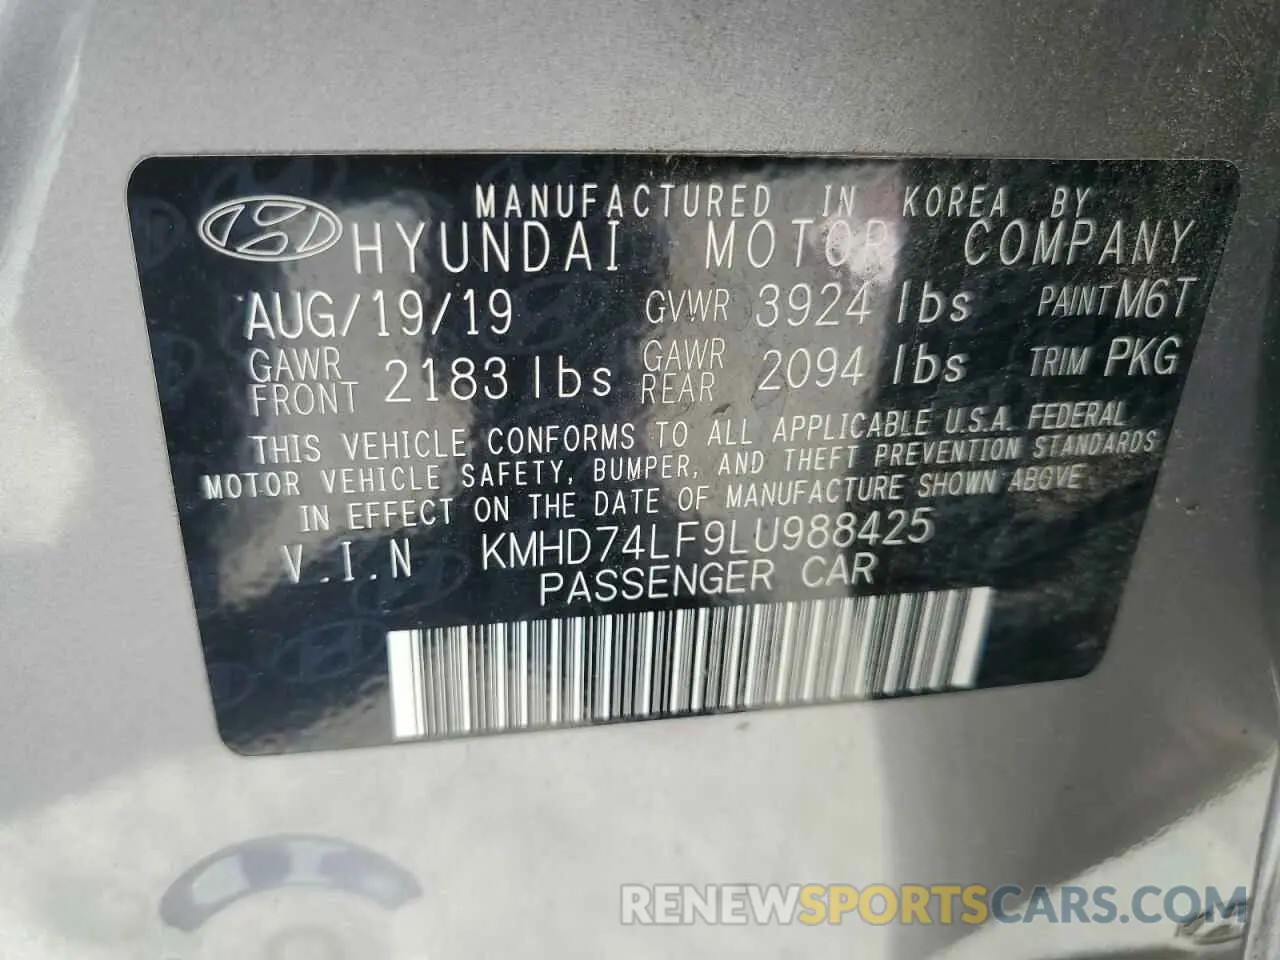 MANUFACTURED IN KOREA BY
HYUNDAI MOTOR COMPANY
AUG/19/19 GVWR 3924 lbs PAINT M6T
GAWR FRONT 2183 lbs GAWR REAR 2094 lbs TRIM PKG
THIS VEHICLE CONFORMS TO ALL APPLICABLE U.S.A. FEDERAL
MOTOR VEHICLE SAFETY, BUMPER, AND THEFT PREVENTION STANDARDS
IN EFFECT ON THE DATE OF MANUFACTURE SHOWN ABOVE
V.I.N KMHD74LF9LU988425
PASSENGER CAR
RENEWSPORTSCARS.COM